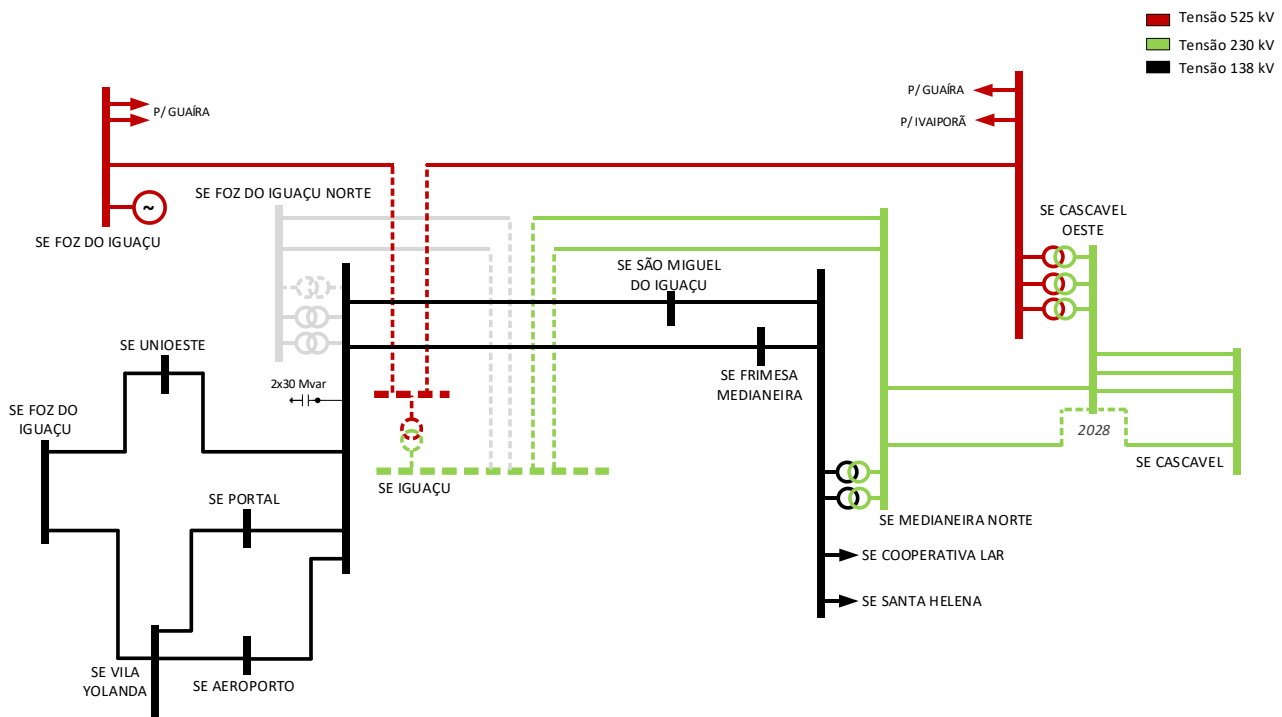 Tensão 525 kV
Tensão 230 kV
Tensão 138 kV
P/ GUAÍRA
P/ GUAÍRA
P/ IVAIPORÃ
SE FOZ DO IGUAÇU NORTE
SE FOZ DO IGUAÇU
SE CASCAVEL
OESTE
SE SÃO MIGUEL
DO IGUAÇU
SE UNIOESTE
2x30 Mvar
SE FRIMESA
MEDIANEIRA
SE FOZ DO
IGUAÇU
2028
SE CASCAVEL
SE IGUAÇU
SE PORTAL
SE MEDIANEIRA NORTE
SE COOPERATIVA LAR
SE SANTA HELENA
SE VILA
YOLANDA
SE AEROPORTO
~